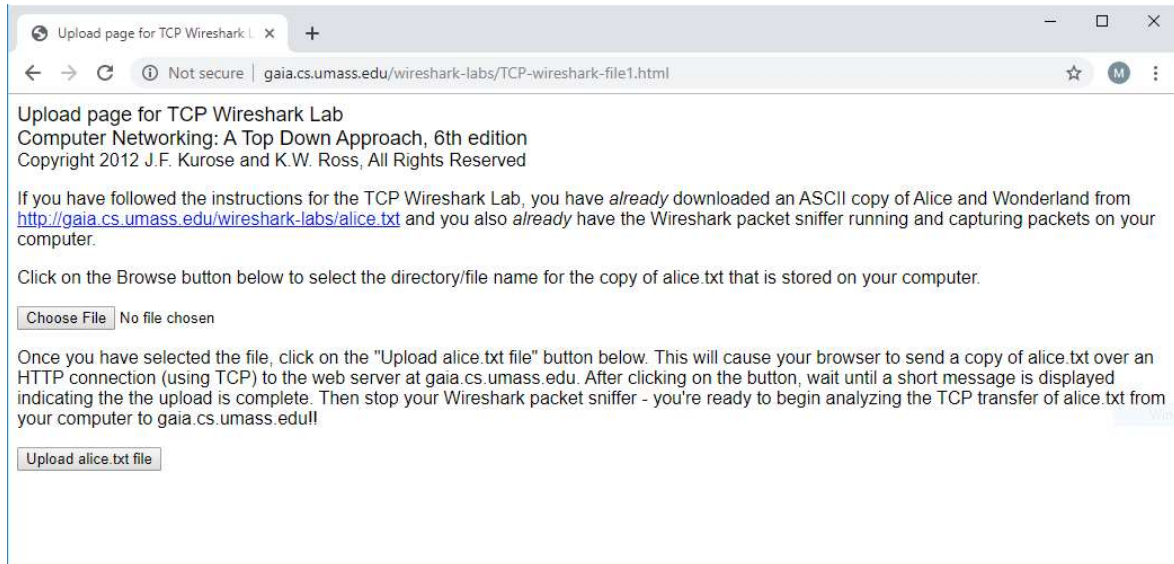 Upload page for TCP Wireshark L
Not secure | gaia.cs.umass.edu/wireshark-labs/TCP-wireshark-file1.html
M
Upload page for TCP Wireshark Lab
Computer Networking: A Top Down Approach, 6th edition
Copyright 2012 J.F. Kurose and K.W. Ross, All Rights Reserved
If you have followed the instructions for the TCP Wireshark Lab, you have already downloaded an ASCII copy of Alice and Wonderland from
http://gaia.cs.umass.edu/wireshark-labs/alice.txt and you also already have the Wireshark packet sniffer running and capturing packets on your
computer.
Click on the Browse button below to select the directory/file name for the copy of alice.txt that is stored on your computer.
Choose File No file chosen
Once you have selected the file, click on the "Upload alice.txt file" button below. This will cause your browser to send a copy of alice.txt over an
HTTP connection (using TCP) to the web server at gaia.cs.umass.edu. After clicking on the button, wait until a short message is displayed
indicating the the upload is complete. Then stop your Wireshark packet sniffer - you're ready to begin analyzing the TCP transfer of alice.txt from
your computer to gaia.cs.umass.edu!!
Upload alice.txt file